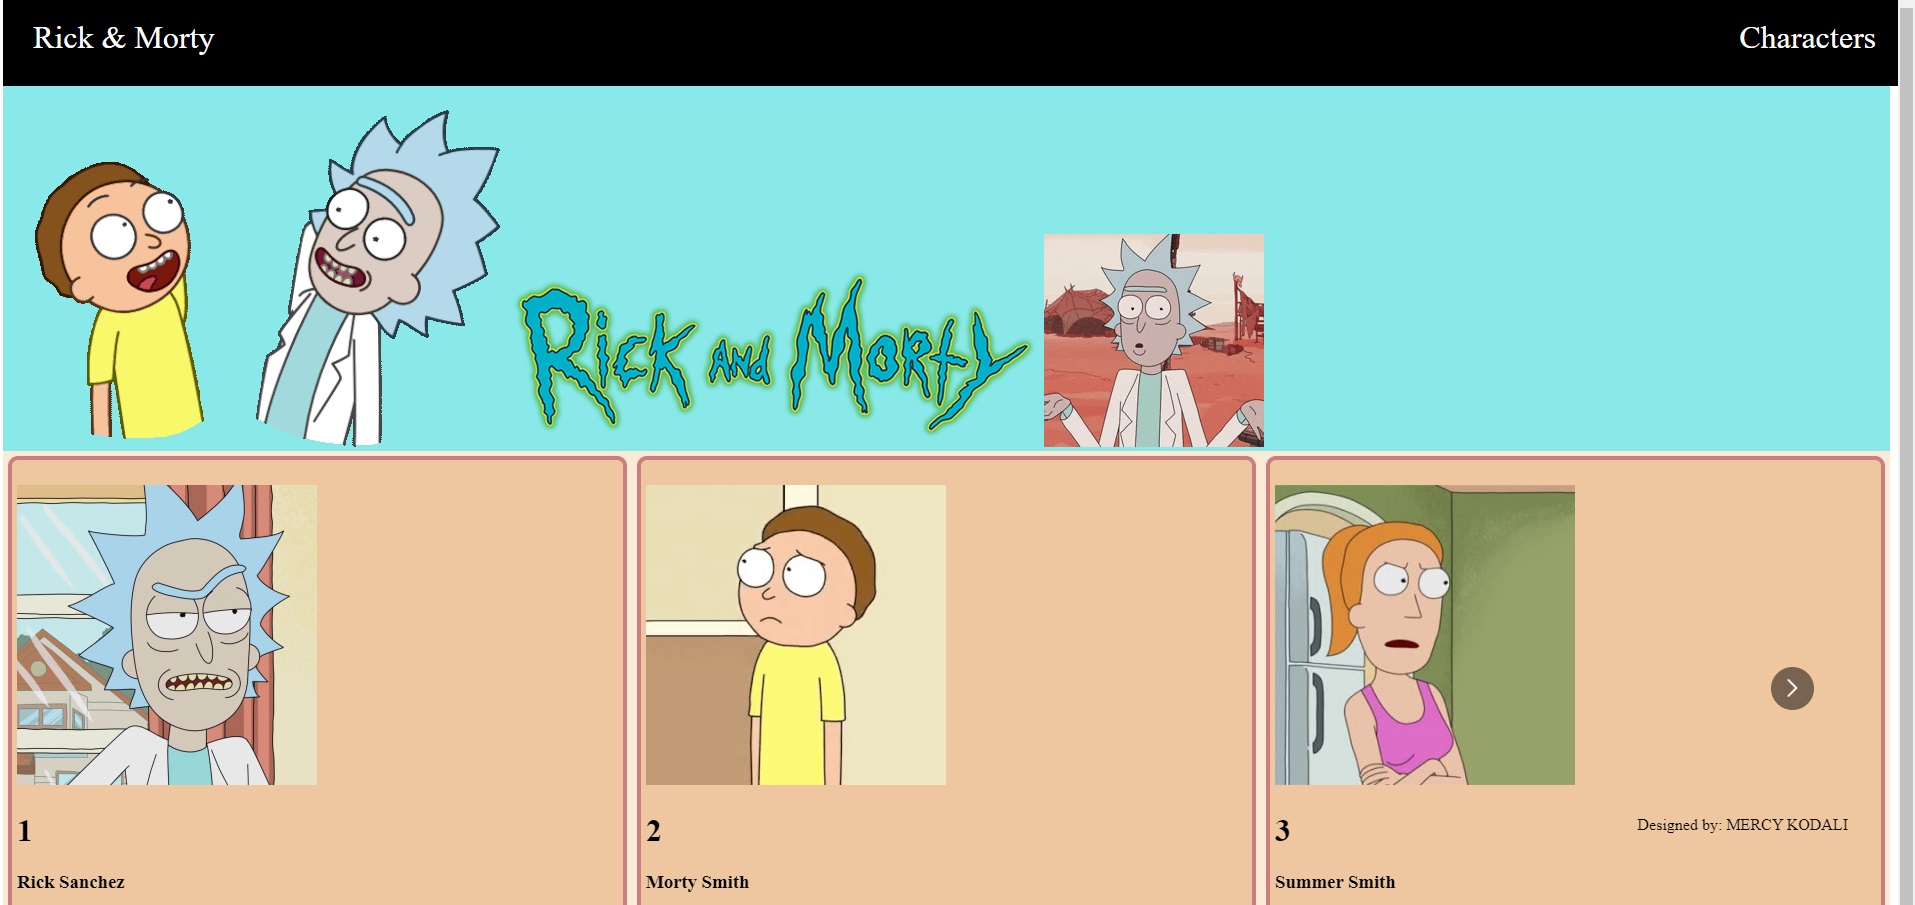 Rick & Morty
Characters
Rick and Morty
1
Rick Sanchez
2
Morty Smith
3
Designed by: MERCY KODALI
Summer Smith